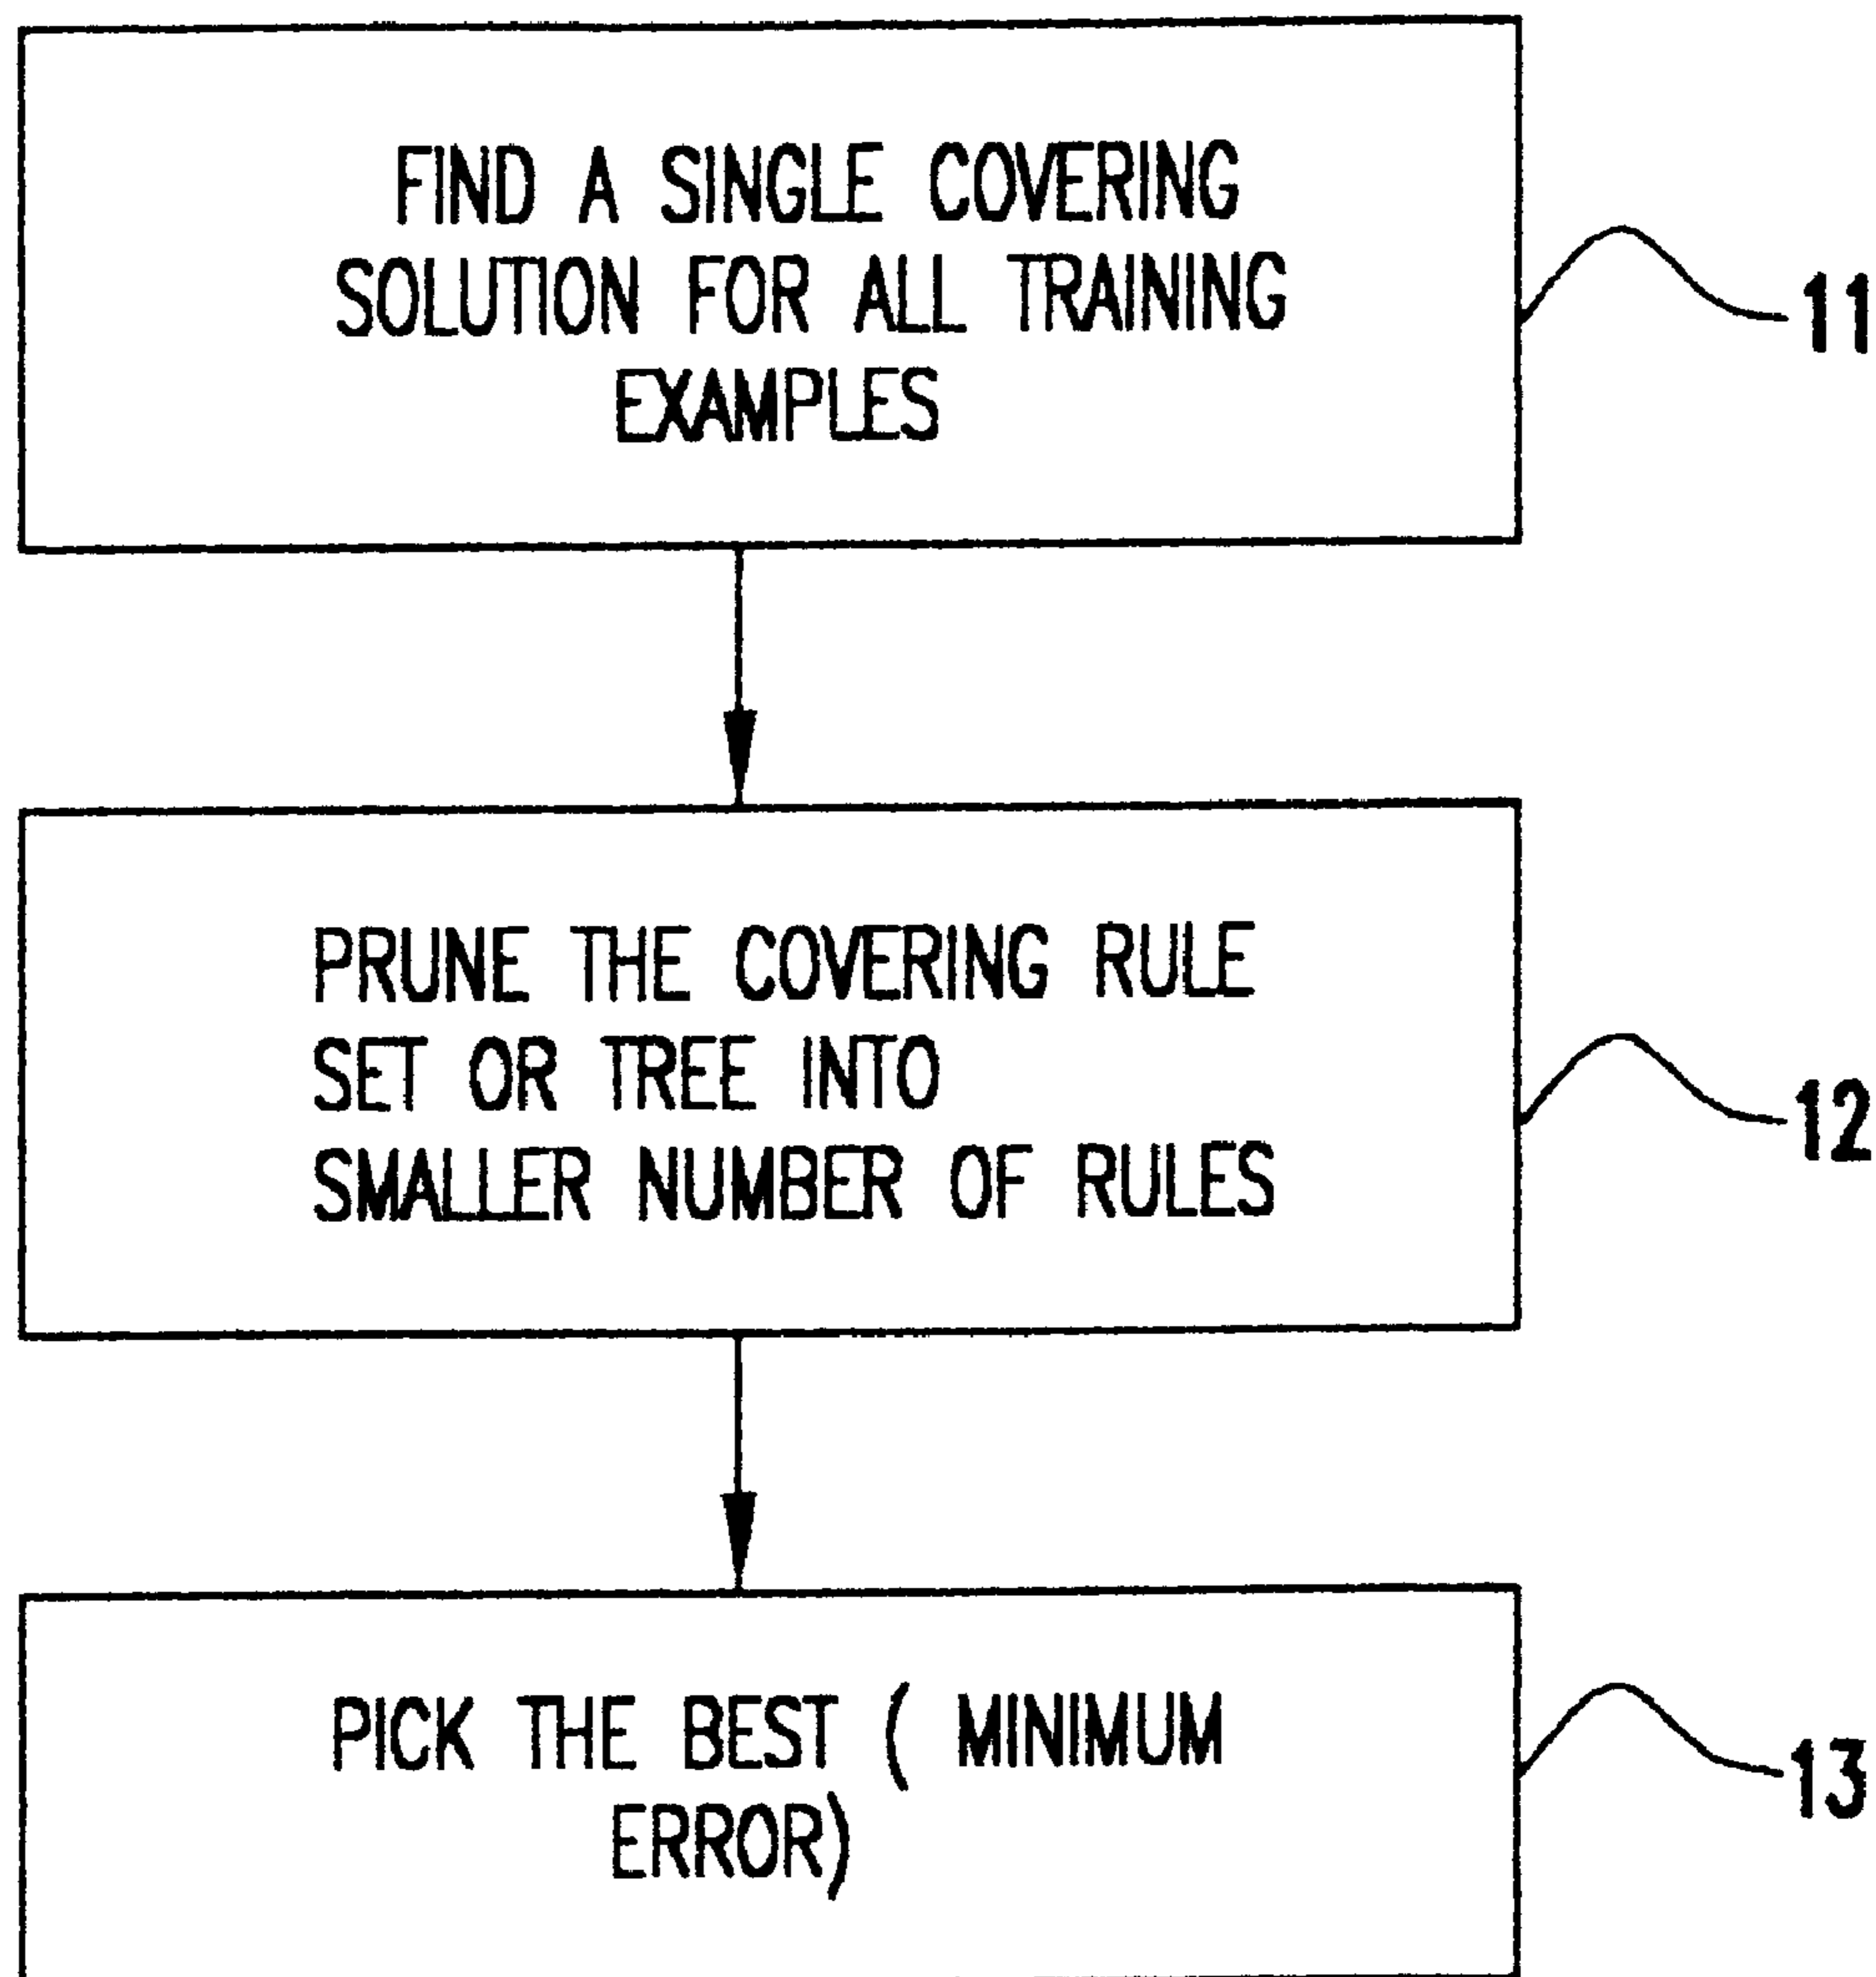 FIND A SINGLE COVERING
SOLUTION FOR ALL TRAINING
EXAMPLES
11
PRUNE THE COVERING RULE
SET OR TREE INTO
SMALLER NUMBER OF RULES
12
PICK THE BEST ( MINIMUM
ERROR)
13